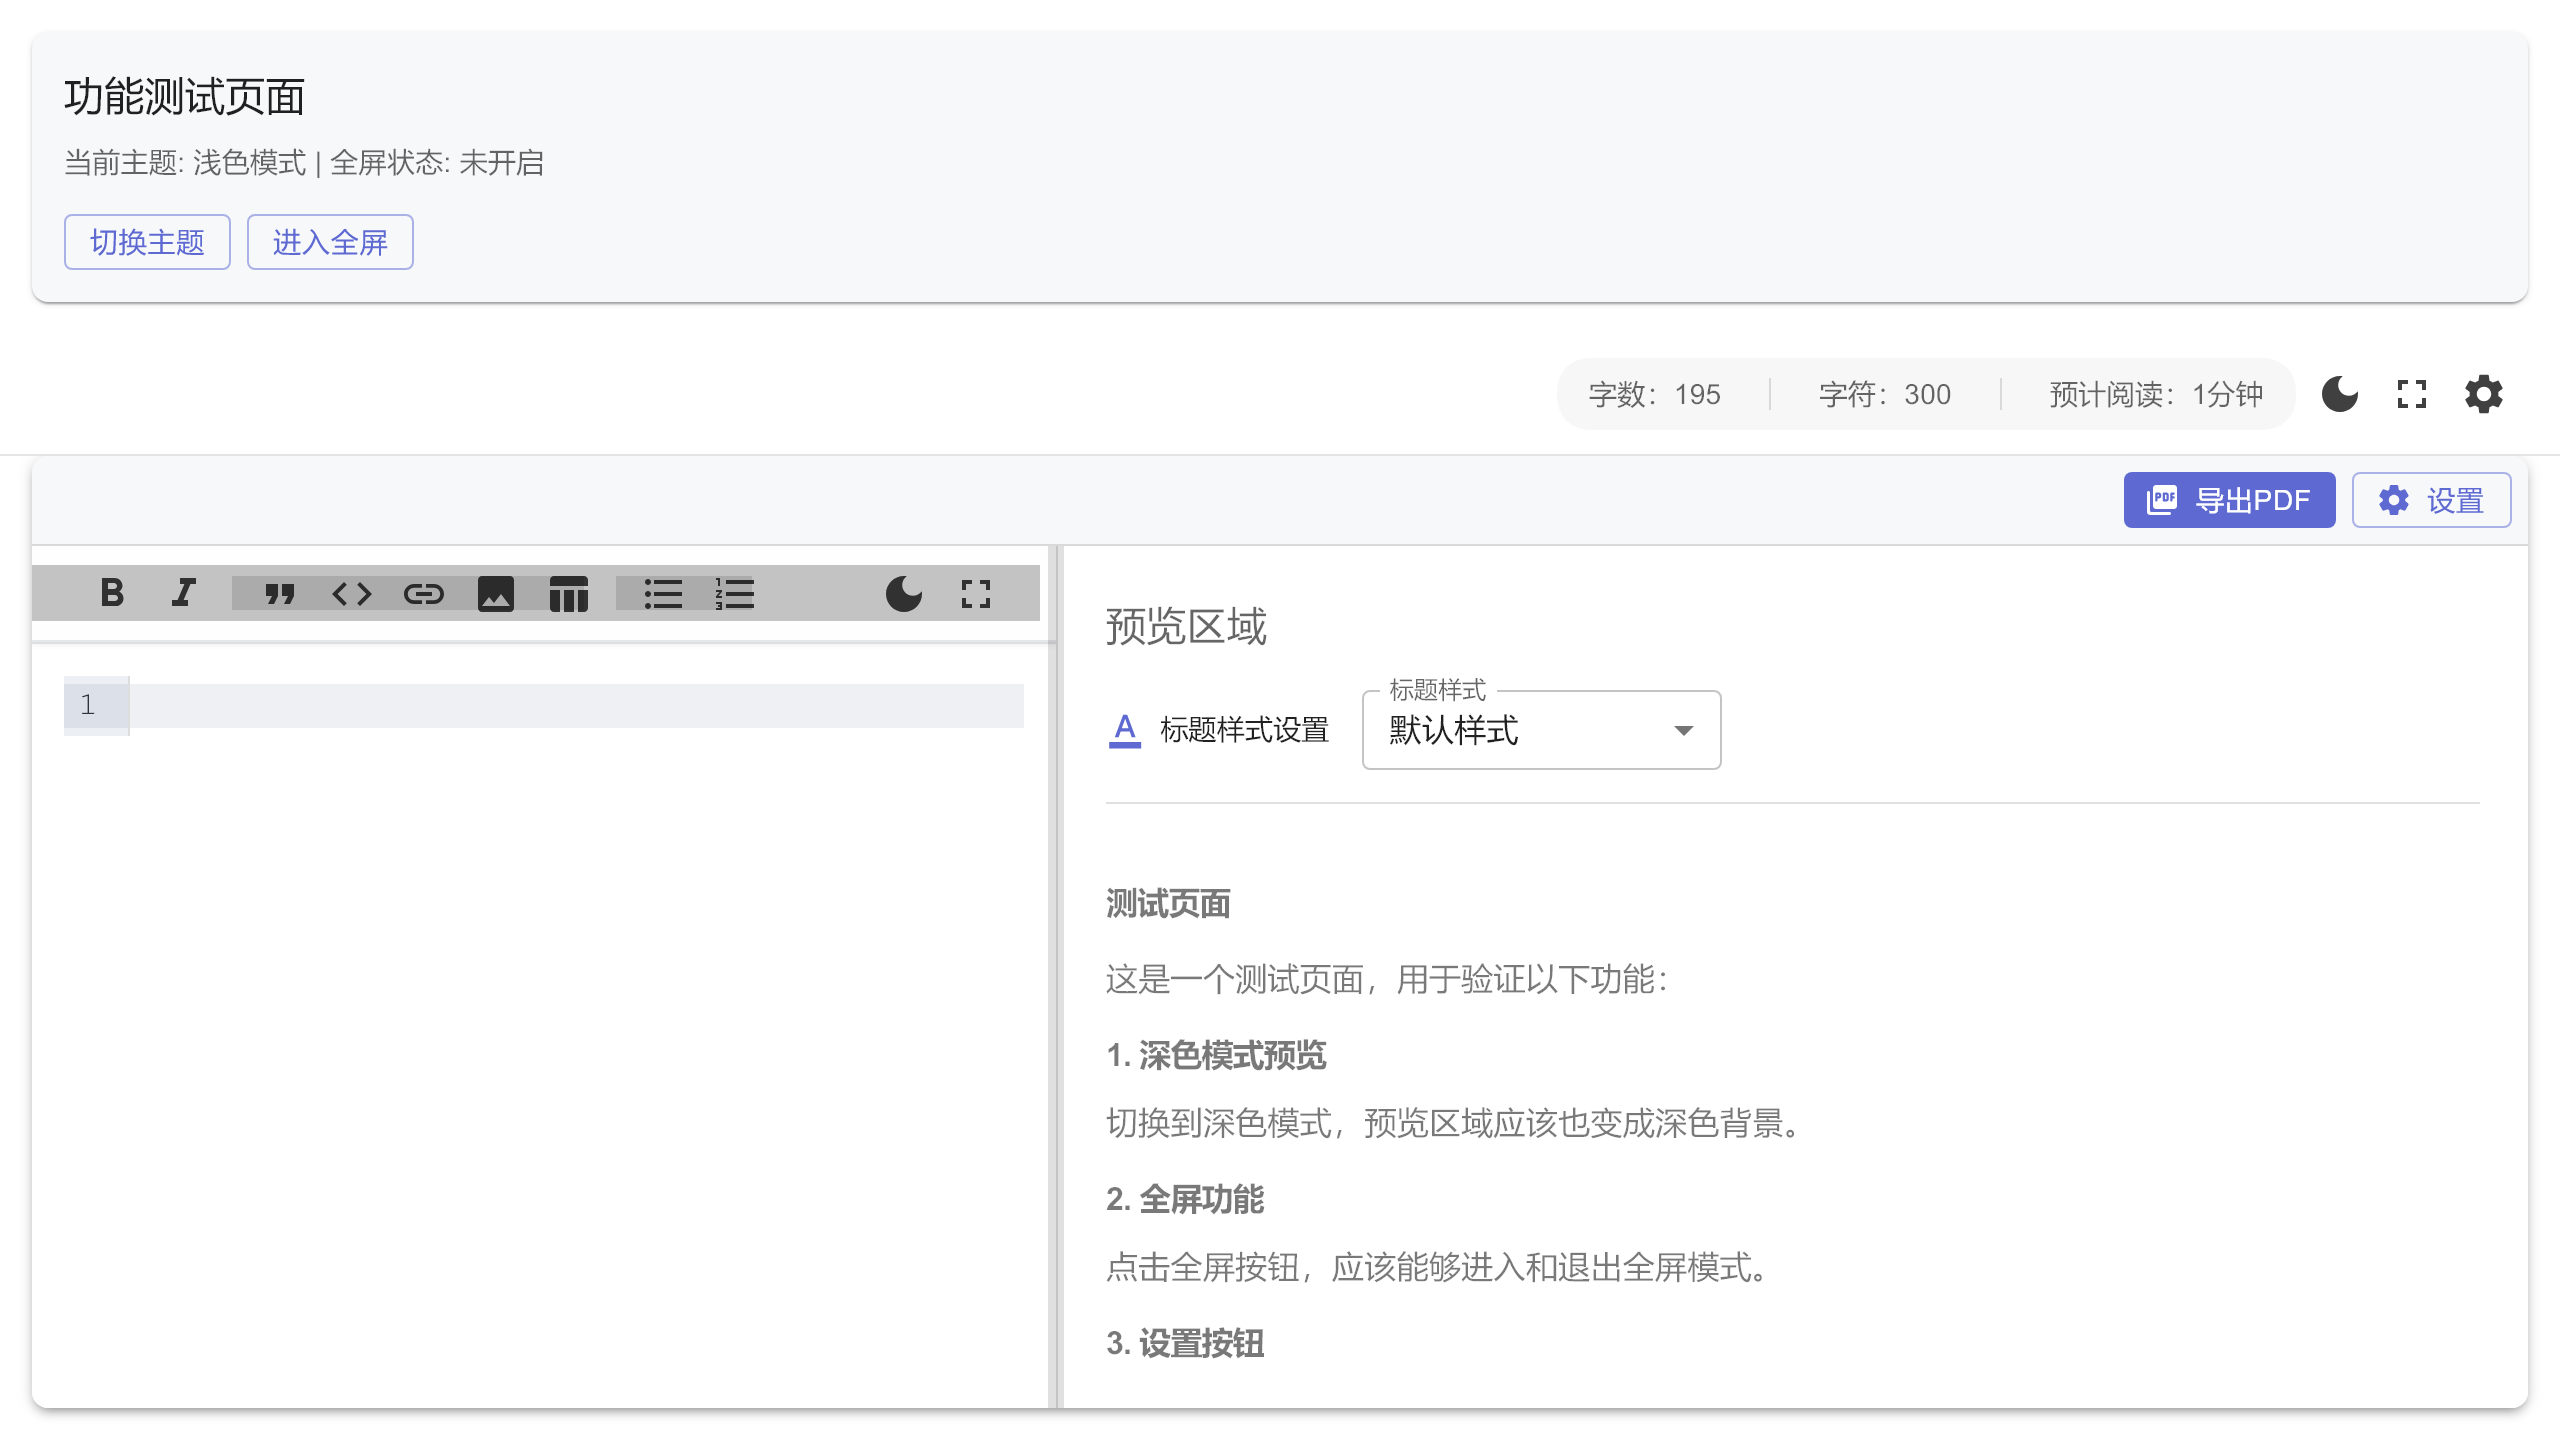 功能测试页面
当前主题: 浅色模式 | 全屏状态: 未开启
切换主题 进入全屏
字数：195 字符：300 预计阅读：1分钟
PDF 导出PDF 设置
B I
1
预览区域
标题样式
A 标题样式设置 默认样式
测试页面
这是一个测试页面，用于验证以下功能：
1. 深色模式预览
切换到深色模式，预览区域应该也变成深色背景。
2. 全屏功能
点击全屏按钮，应该能够进入和退出全屏模式。
3. 设置按钮